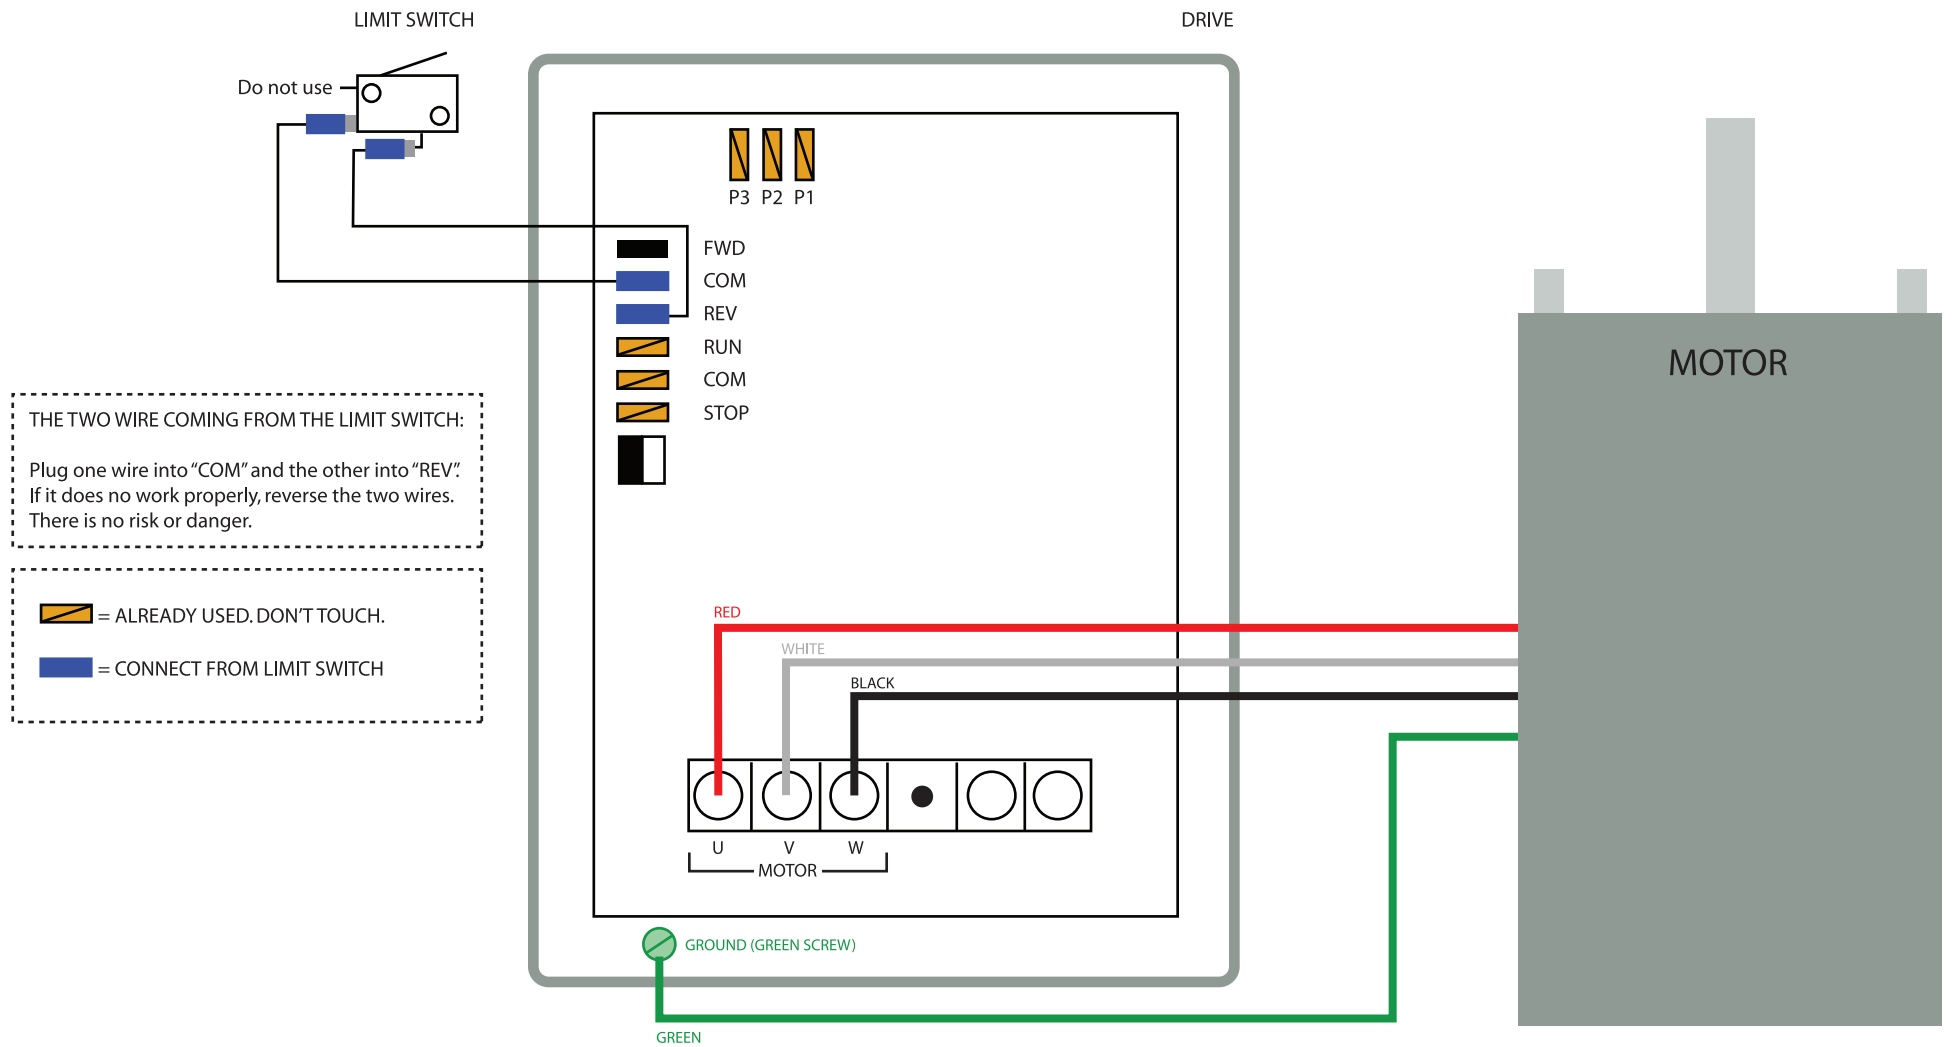 LIMIT SWITCH
DRIVE
Do not use
P3 P2 P1
FWD
COM
REV
RUN
COM
STOP
MOTOR
THE TWO WIRE COMING FROM THE LIMIT SWITCH:
Plug one wire into “COM” and the other into “REV”.
If it does no work properly, reverse the two wires.
There is no risk or danger.
= ALREADY USED. DON’T TOUCH.
= CONNECT FROM LIMIT SWITCH
RED
WHITE
BLACK
U V W
MOTOR
GROUND (GREEN SCREW)
GREEN